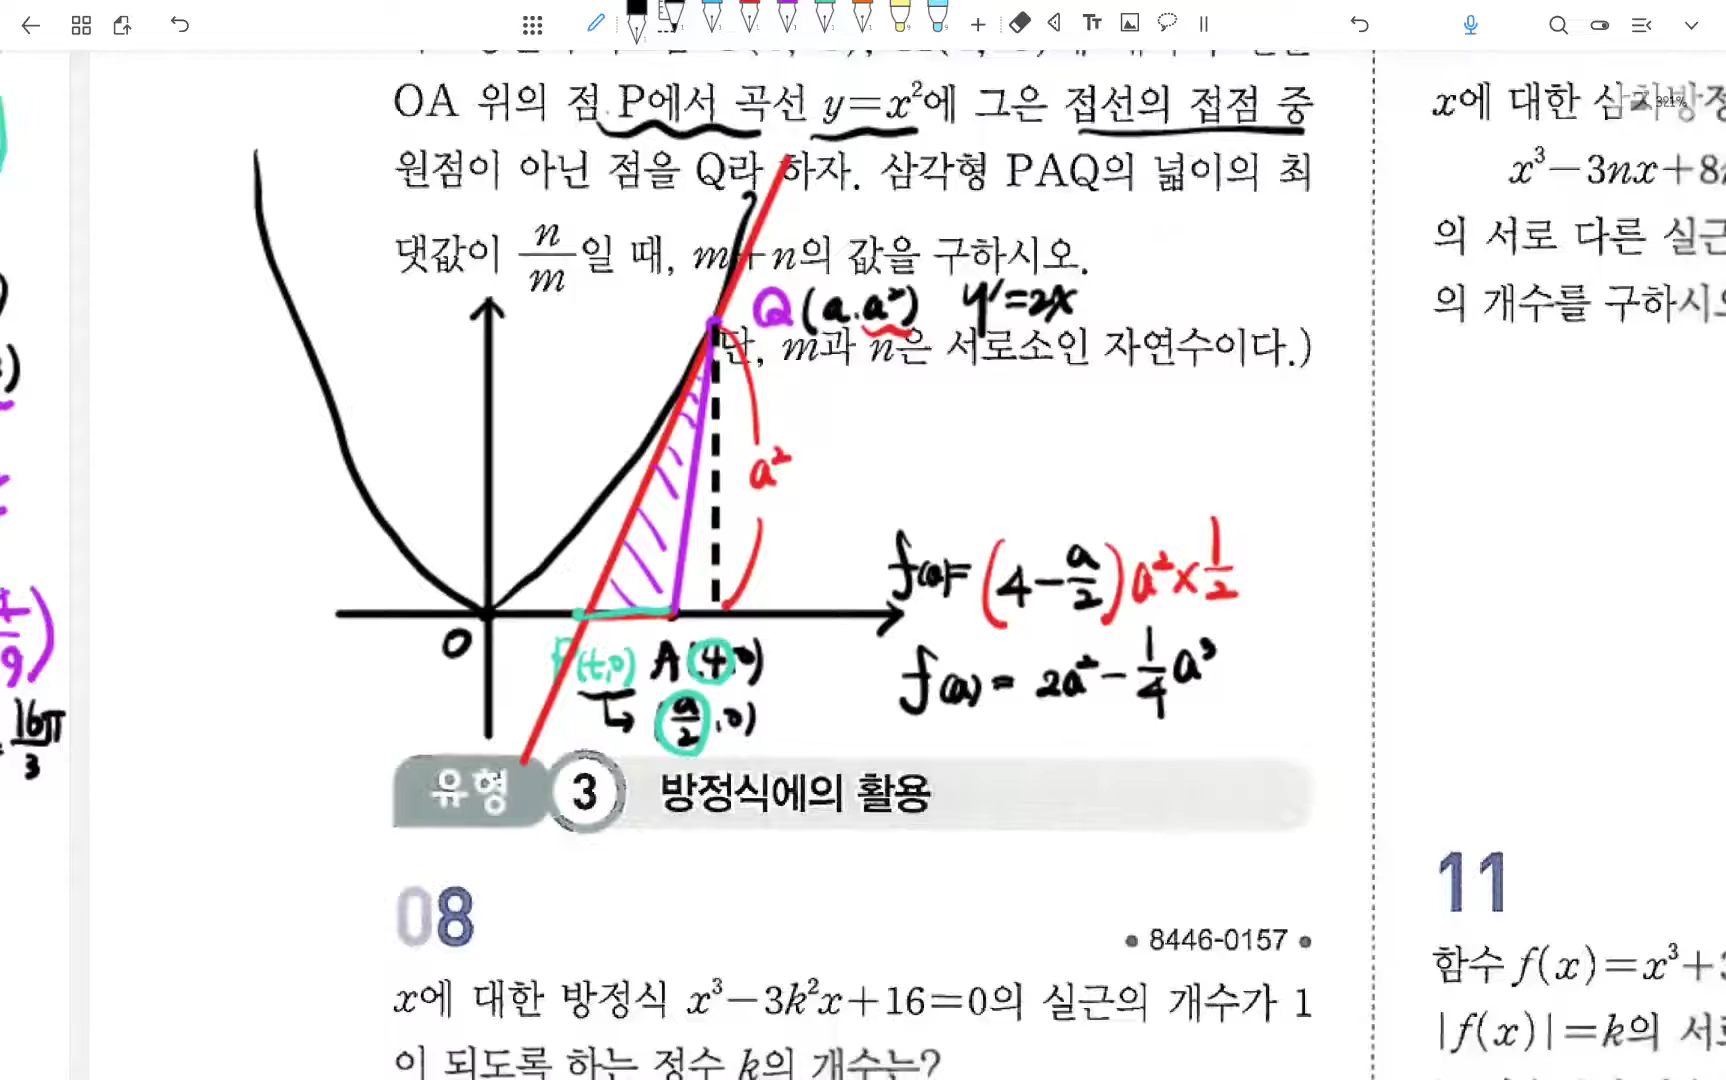 OA 위의 점 P에서 곡선 y=x²에 그은 접선의 접점 중
원점이 아닌 점을 Q라 하자. 삼각형 PAQ의 넓이의 최
댓값이 n/m일 때, m+n의 값을 구하시오.
단, m과 n은 서로소인 자연수이다.)
Q (a. a²) y'=2x
a²
f(a)= (4-a/2)a²×1/2
f(a) = 2a²-1/4a³
O
(t,0) A(4,0)
(a/2,0)
16π/3
유형 3 방정식에의 활용
08
• 8446-0157 •
x에 대한 방정식 x³-3k²x+16=0의 실근의 개수가 1
이 되도록 하는 정수 k의 개수는?
x에 대한 삼차방정
321%
x³-3nx+8
의 서로 다른 실근
의 개수를 구하시오
11
함수 f(x)=x³+3
|f(x)|=k의 서로